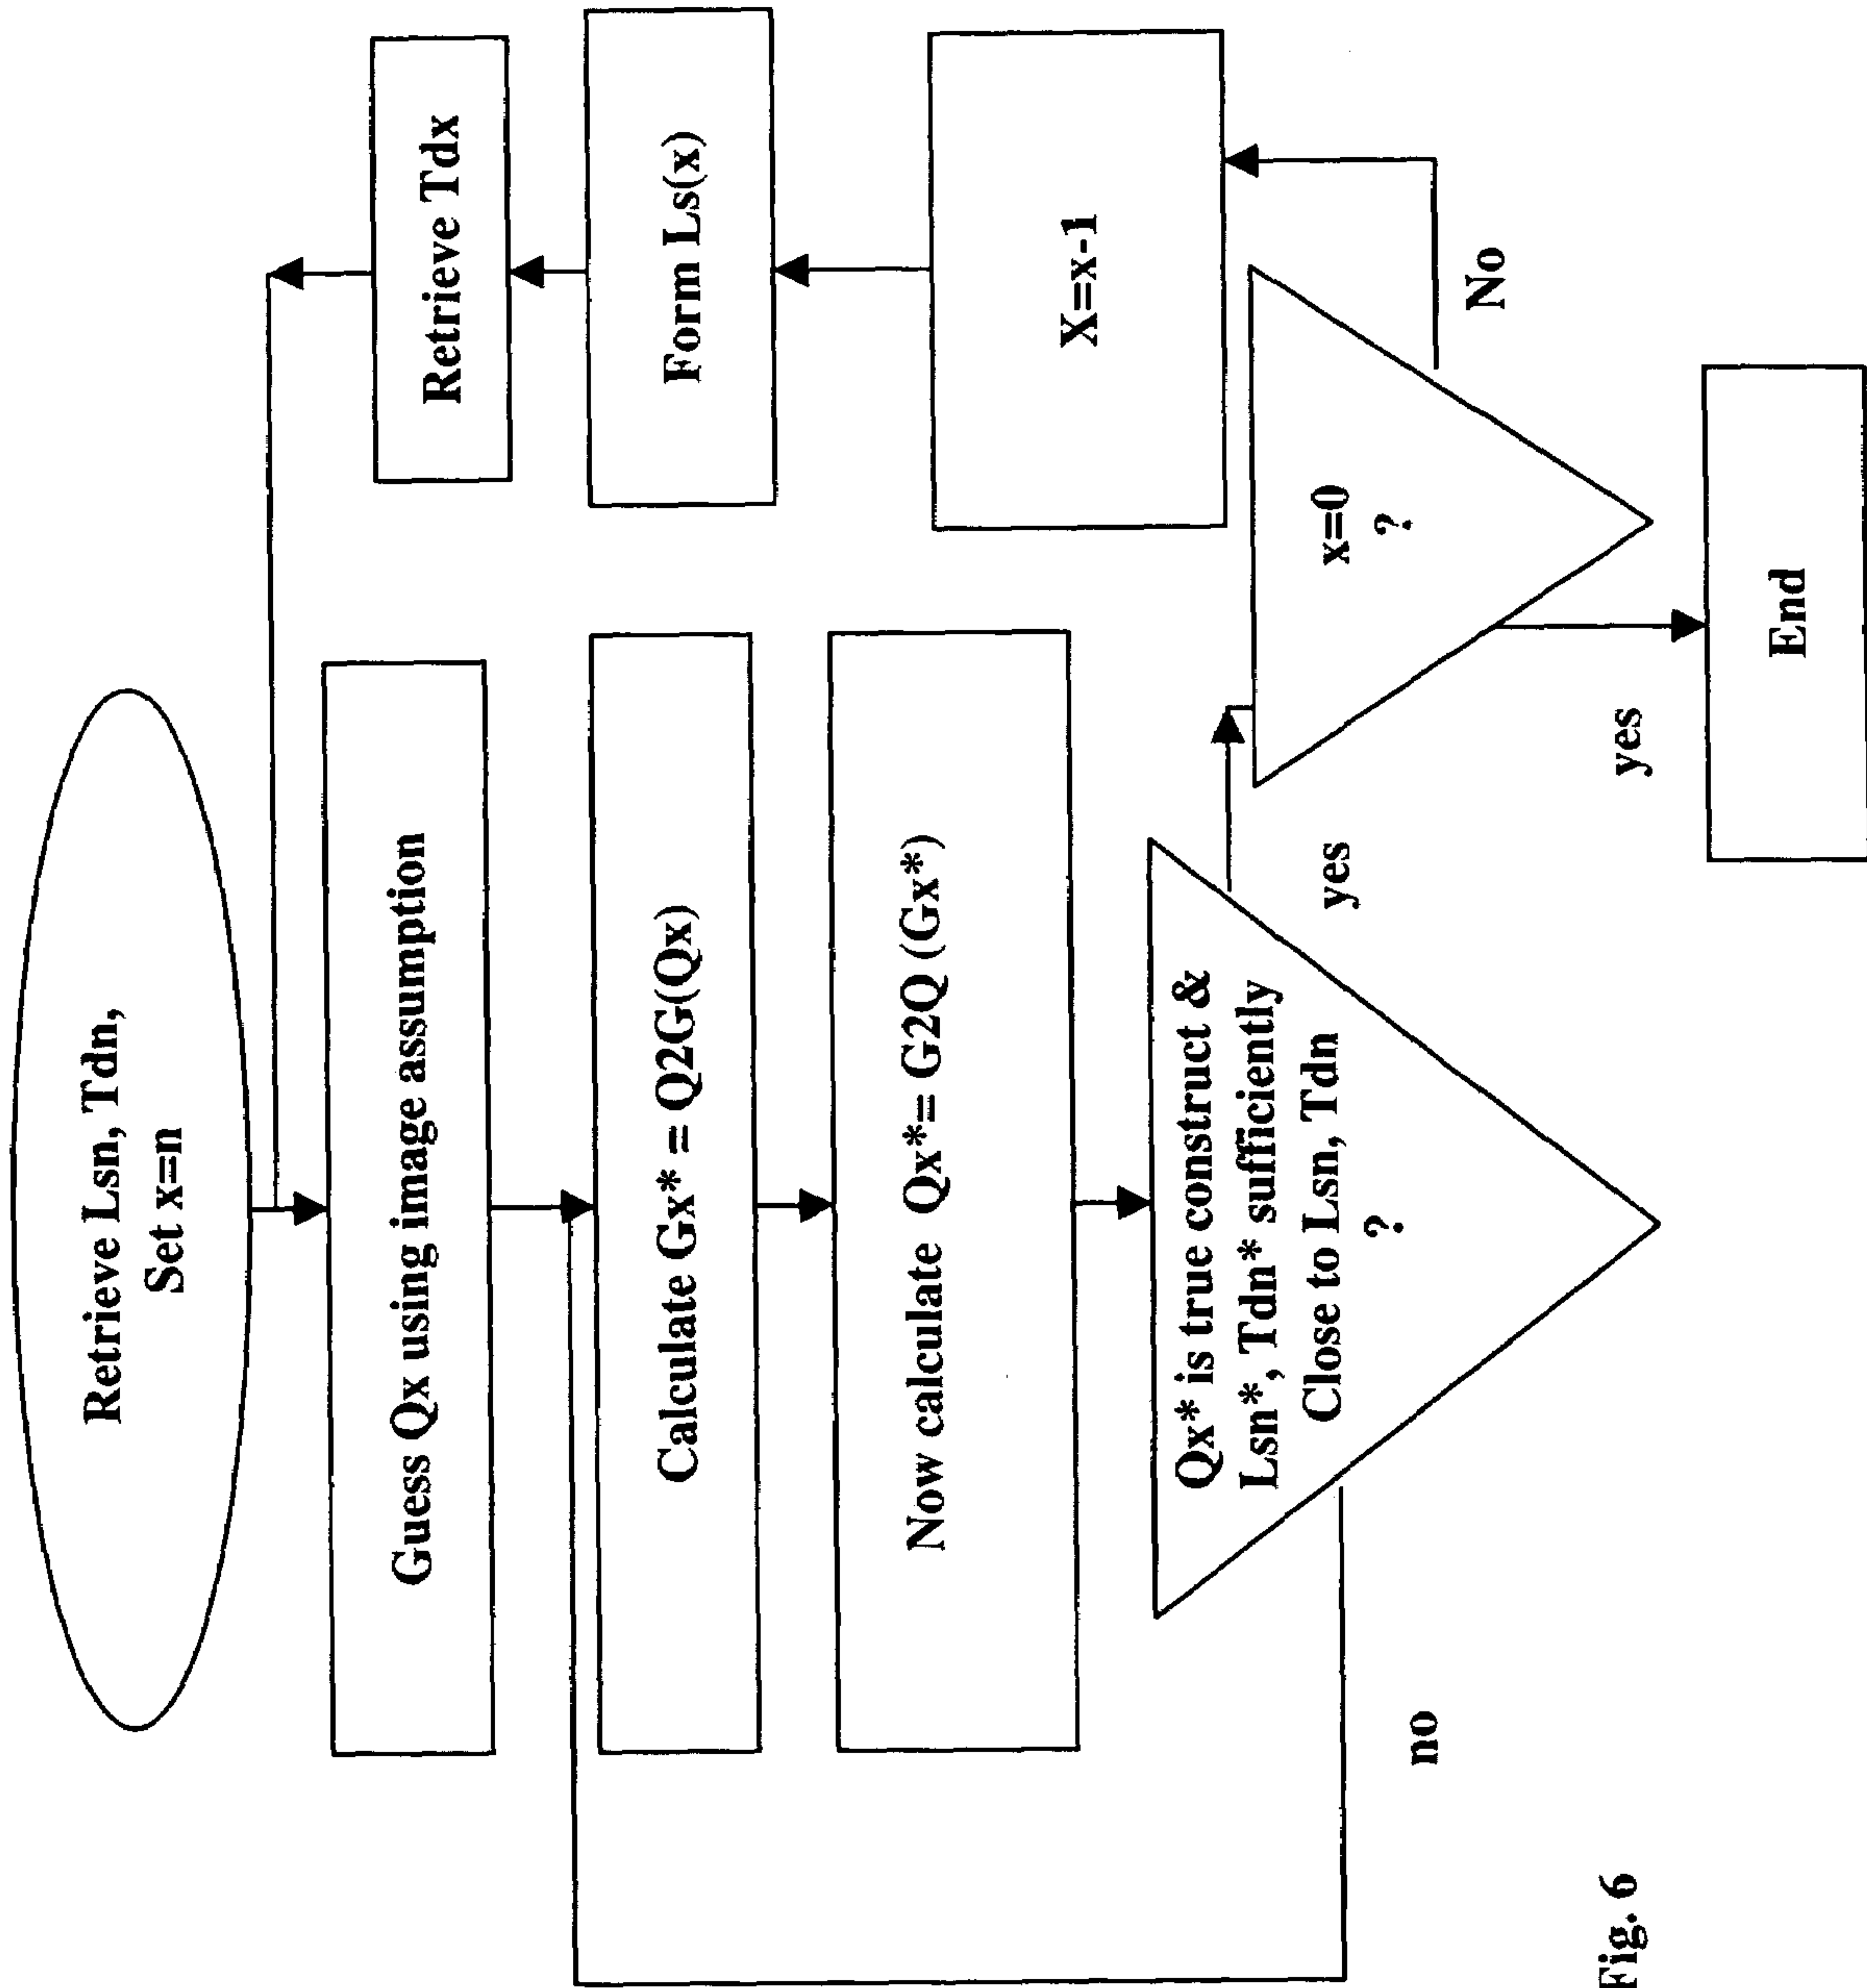 Retrieve Lsn, Tdn,
Set x=n
Guess Qx using image assumption
Calculate Gx* = Q2G(Qx)
Now calculate Qx*= G2Q (Gx*)
Qx* is true construct &
Lsn*, Tdn* sufficiently
Close to Lsn, Tdn
?
no
yes
x=0
?
yes
No
End
X=x-1
Form Ls(x)
Retrieve Tdx
Fig. 6